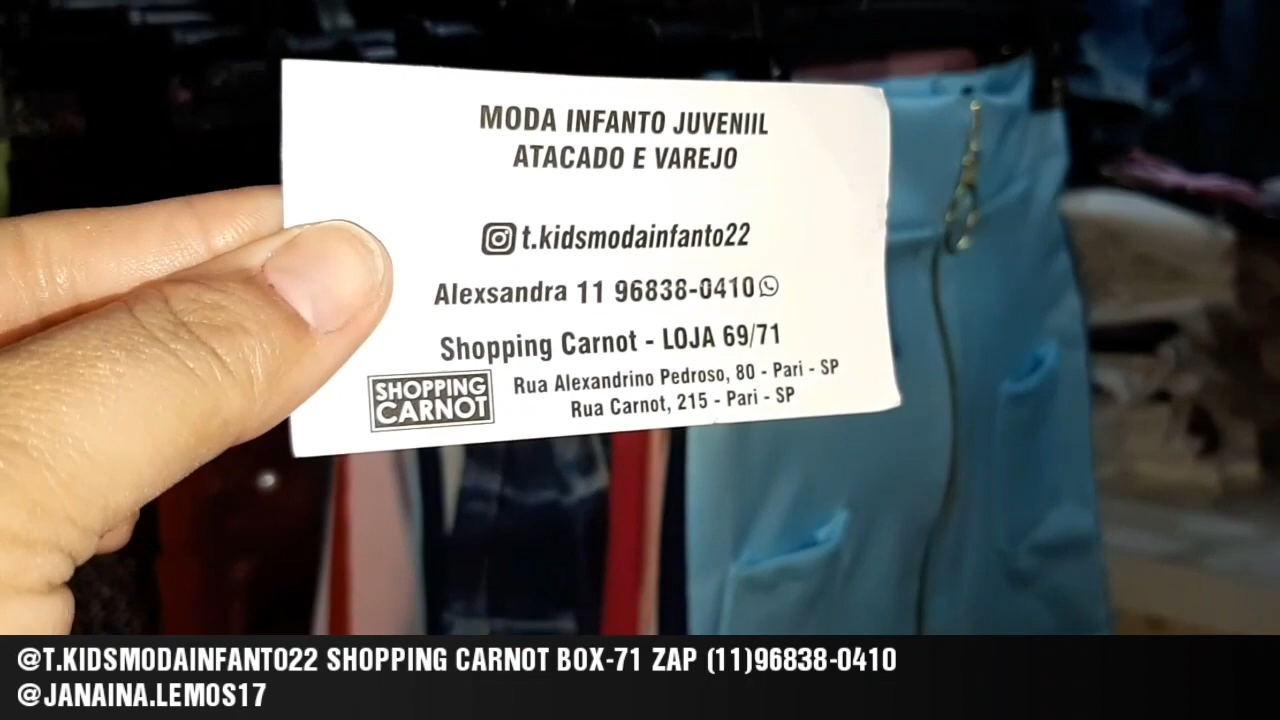 MODA INFANTO JUVENIIL
ATACADO E VAREJO
t.kidsmodainfanto22
Alexsandra 11 96838-0410
Shopping Carnot - LOJA 69/71
SHOPPING
CARNOT
Rua Alexandrino Pedroso, 80 - Pari - SP
Rua Carnot, 215 - Pari - SP
@T.KIDSMODAINFANTO22 SHOPPING CARNOT BOX-71 ZAP (11)96838-0410
@JANAINA.LEMOS17